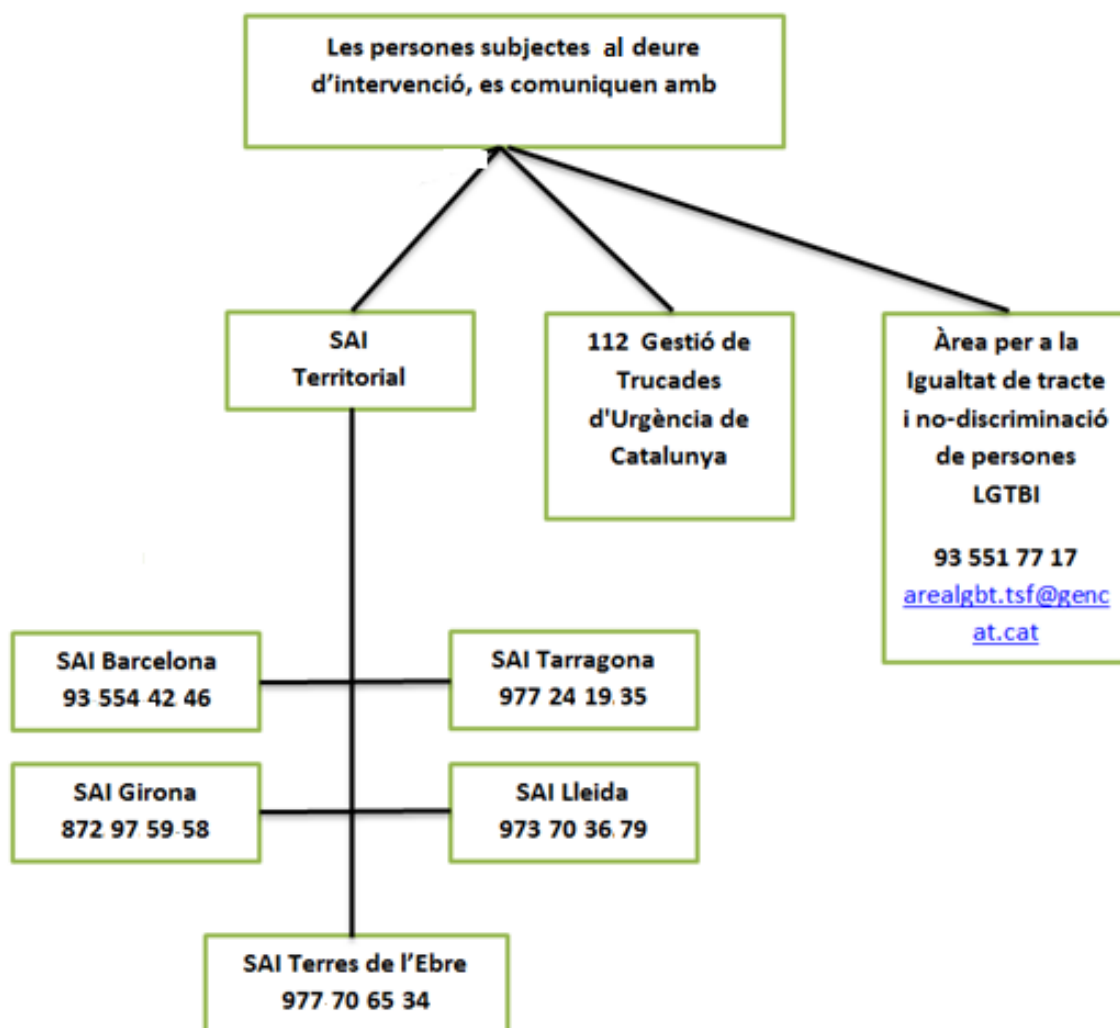 Les persones subjectes al deure
d'intervenció, es comuniquen amb
SAI
Territorial
112 Gestió de
Trucades
d'Urgència de
Catalunya
Àrea per a la
Igualtat de tracte
i no-discriminació
de persones
LGTBI
93 551 77 17
arealgbt.tsf@genc
at.cat
SAI Barcelona
93 554 42 46
SAI Tarragona
977 24 19 35
SAI Girona
872 97 59 58
SAI Lleida
973 70 36 79
SAI Terres de l'Ebre
977 70 65 34